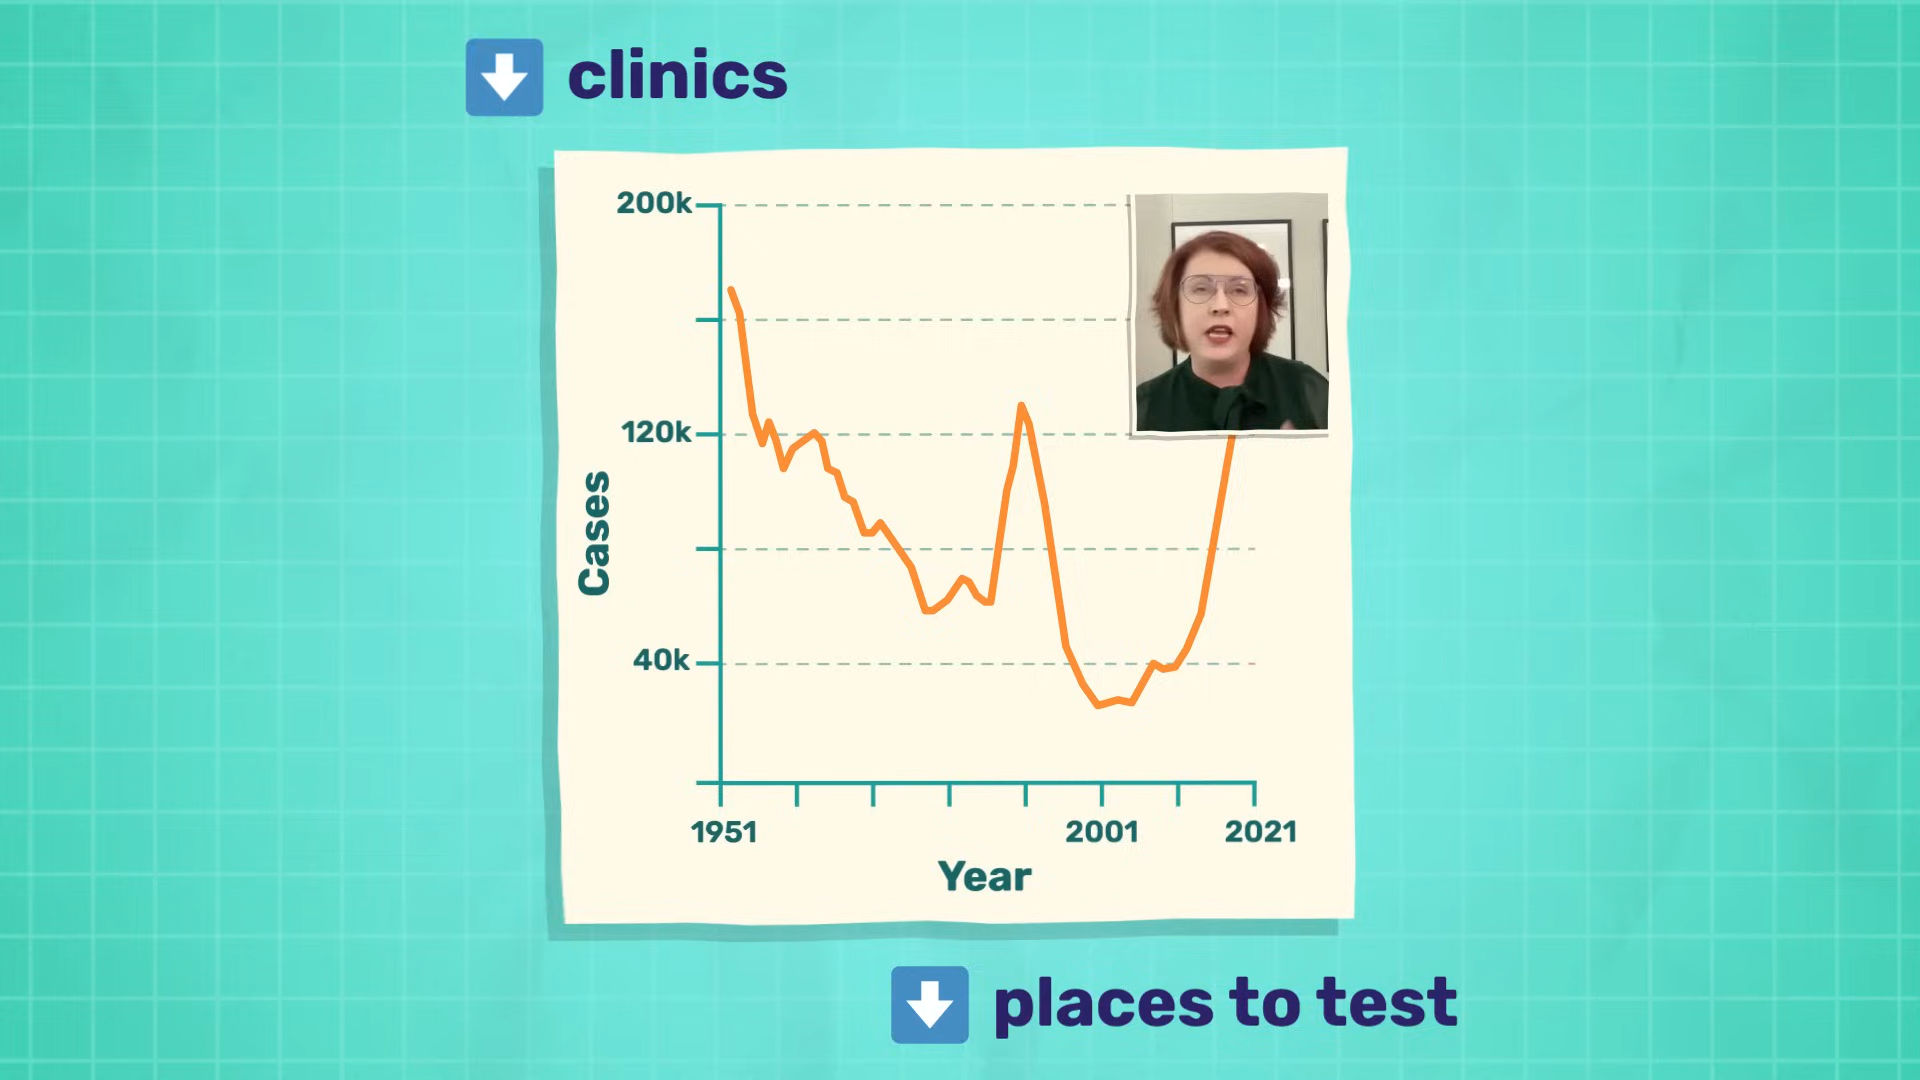 ⬇ clinics
200k
120k
Cases
40k
1951
2001
2021
Year
⬇ places to test